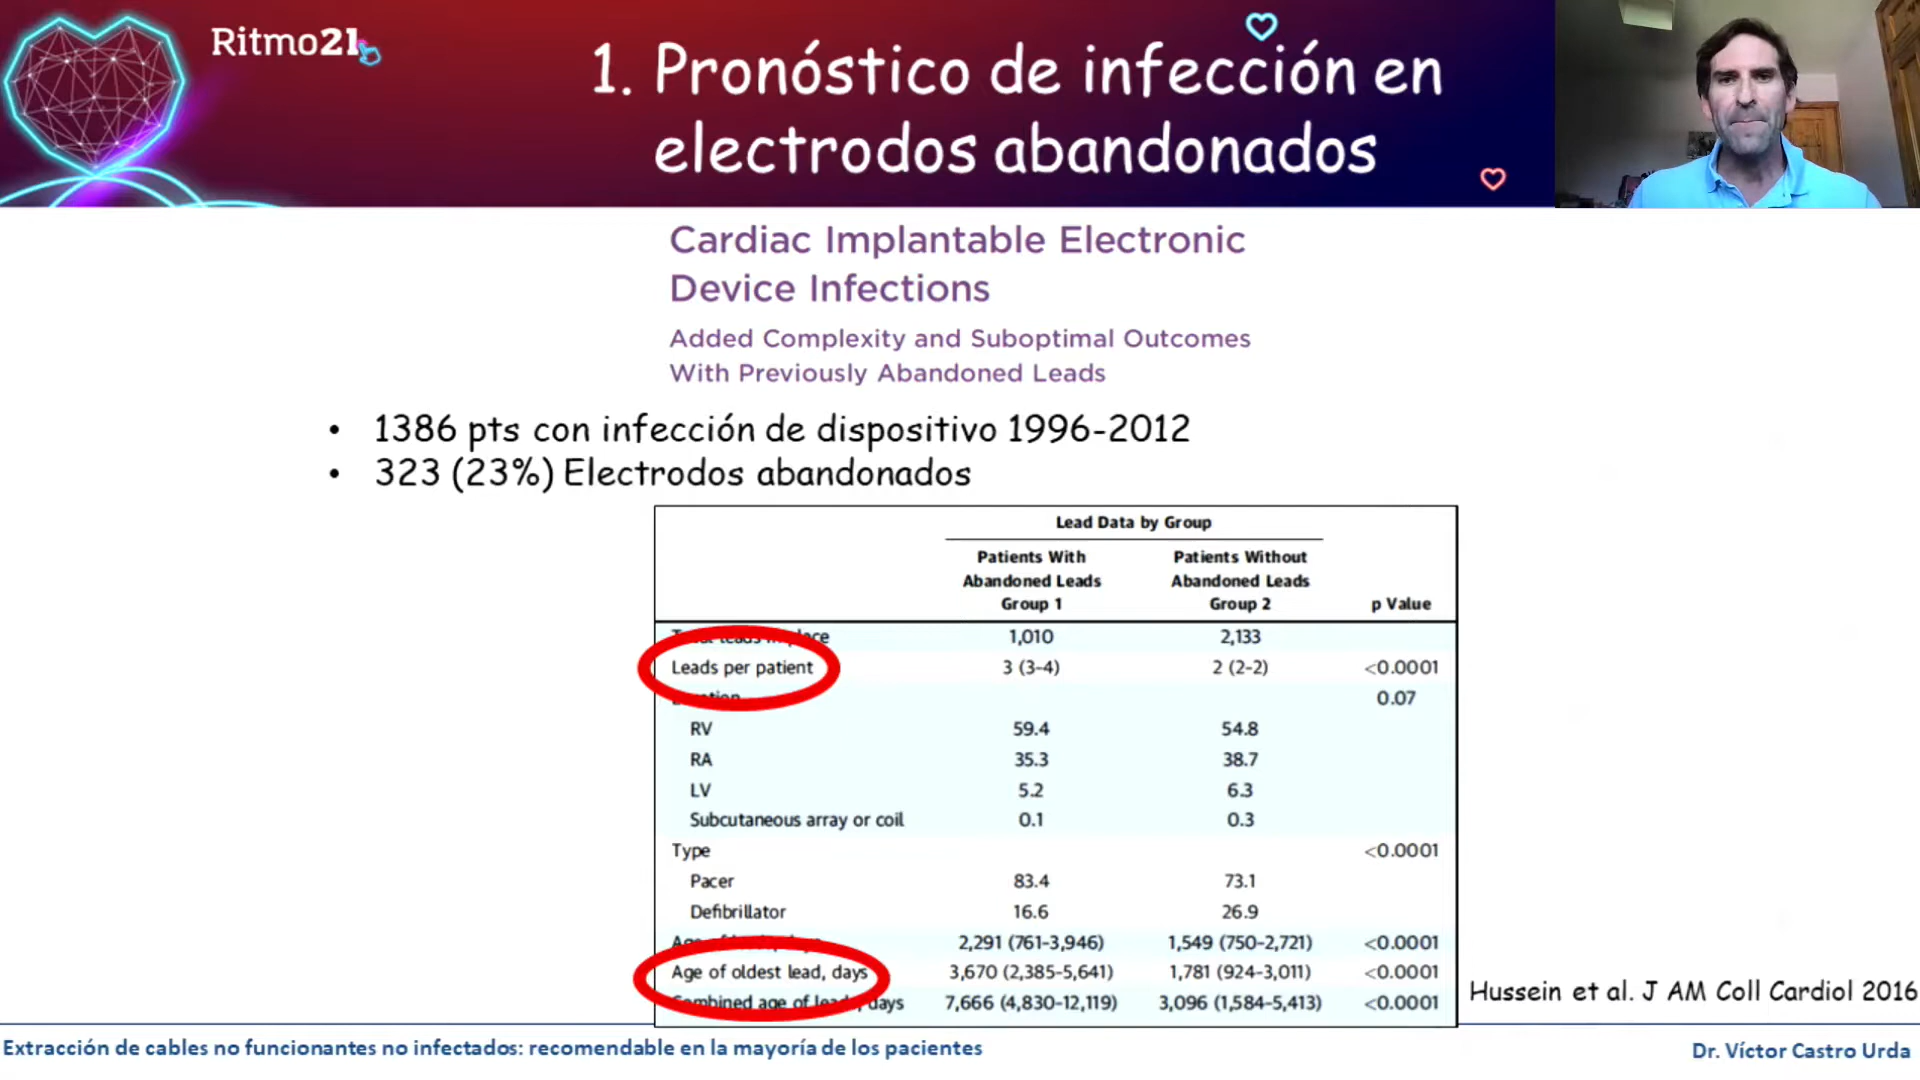 Ritmo21
1. Pronóstico de infección en
electrodos abandonados
Cardiac Implantable Electronic
Device Infections
Added Complexity and Suboptimal Outcomes
With Previously Abandoned Leads
• 1386 pts con infección de dispositivo 1996-2012
• 323 (23%) Electrodos abandonados
Lead Data by Group
Patients With Abandoned Leads Group 1 Patients Without Abandoned Leads Group 2 p Value
1,010 2,133
Leads per patient 3 (3-4) 2 (2-2) <0.0001
0.07
RV 59.4 54.8
RA 35.3 38.7
LV 5.2 6.3
Subcutaneous array or coil 0.1 0.3
Type <0.0001
Pacer 83.4 73.1
Defibrillator 16.6 26.9
2,291 (761-3,946) 1,549 (750-2,721) <0.0001
Age of oldest lead, days 3,670 (2,385-5,641) 1,781 (924-3,011) <0.0001
Combined age of leads, days 7,666 (4,830-12,119) 3,096 (1,584-5,413) <0.0001
Hussein et al. J AM Coll Cardiol 2016
Extracción de cables no funcionantes no infectados: recomendable en la mayoría de los pacientes
Dr. Víctor Castro Urda